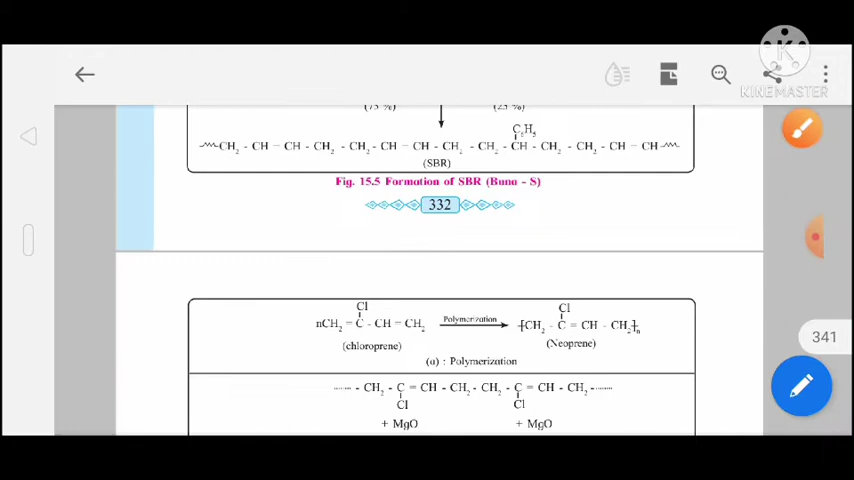 KINEMASTER
(75 %) (25 %)
C₆H₅
CH₂ - CH = CH - CH₂ - CH₂ - CH = CH - CH₂ - CH₂ - CH - CH₂ - CH₂ - CH = CH
(SBR)
Fig. 15.5 Formation of SBR (Buna - S)
332
Cl Cl
nCH₂ = C - CH = CH₂ Polymerization [CH₂ - C = CH - CH₂]n
(chloroprene) (Neoprene)
341
(a) : Polymerization
........ - CH₂ - C = CH - CH₂ - CH₂ - C = CH - CH₂ -........
Cl Cl
+ MgO + MgO